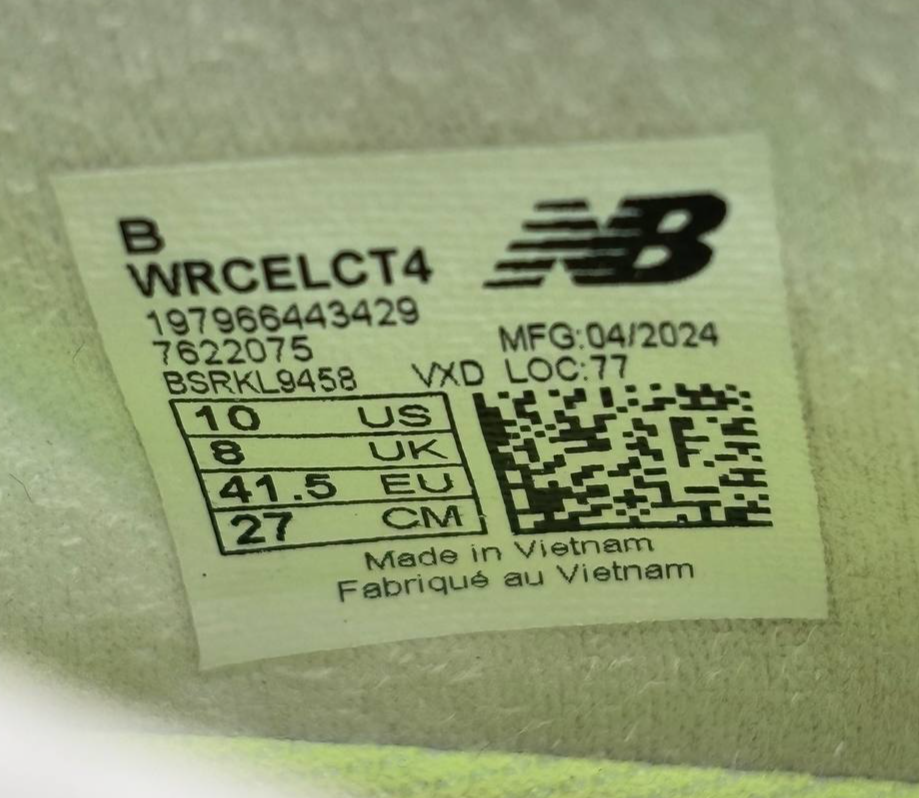 B
WRCELCT4
NB
197966443429
7622075
MFG:04/2024
BSRKL9458 VXD LOC:77
10 US
8 UK
41.5 EU
27 CM
Made in Vietnam
Fabriqué au Vietnam